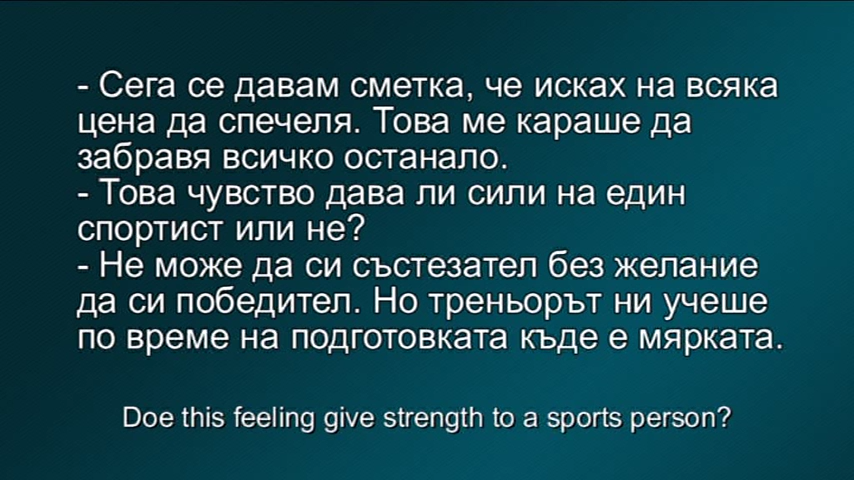 - Сега се давам сметка, че исках на всяка
цена да спечеля. Това ме караше да
забравя всичко останало.
- Това чувство дава ли сили на един
спортист или не?
- Не може да си състезател без желание
да си победител. Но треньорът ни учеше
по време на подготовката къде е мярката.
Doe this feeling give strength to a sports person?